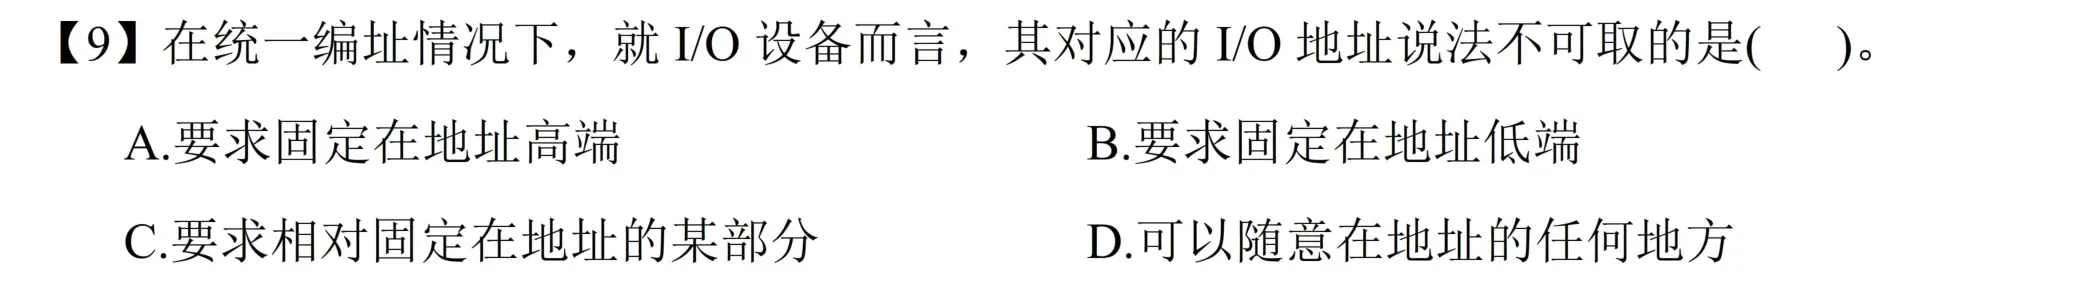 【9】在统一编址情况下，就 I/O 设备而言，其对应的 I/O 地址说法不可取的是(    )。
A.要求固定在地址高端 B.要求固定在地址低端
C.要求相对固定在地址的某部分 D.可以随意在地址的任何地方